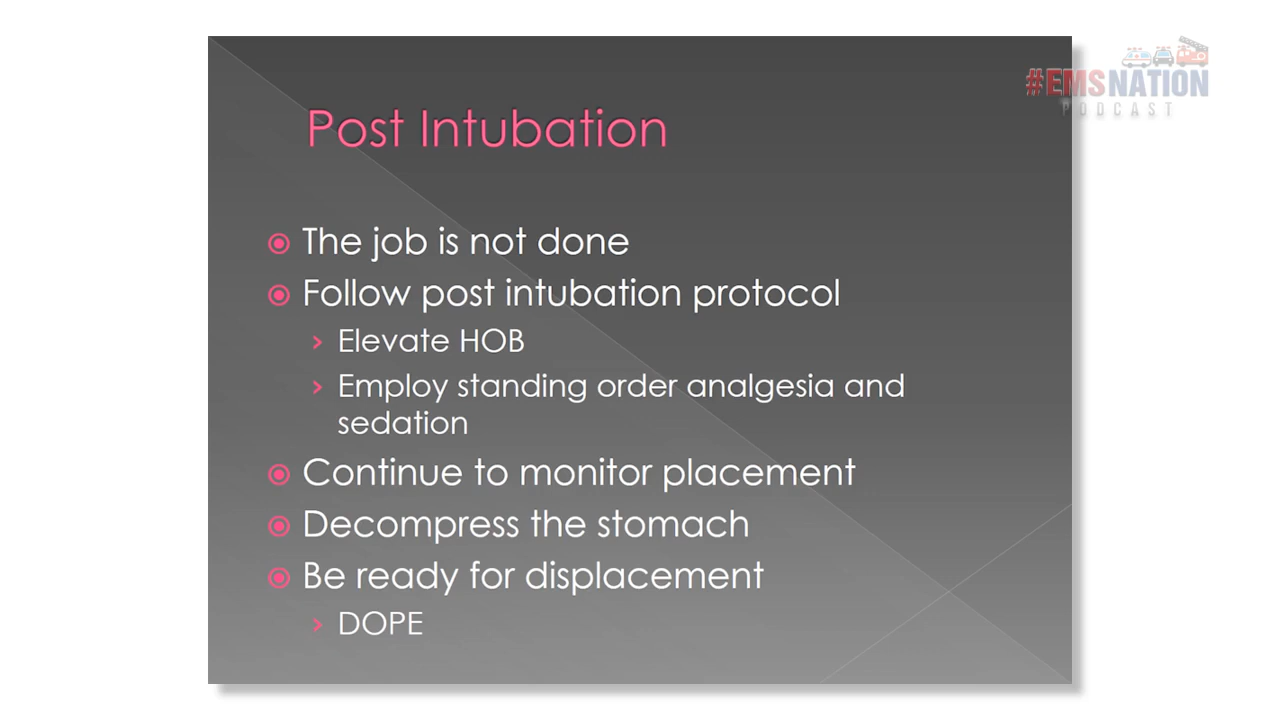 #EMSNATION
PODCAST
Post Intubation
The job is not done
Follow post intubation protocol
Elevate HOB
Employ standing order analgesia and
sedation
Continue to monitor placement
Decompress the stomach
Be ready for displacement
DOPE